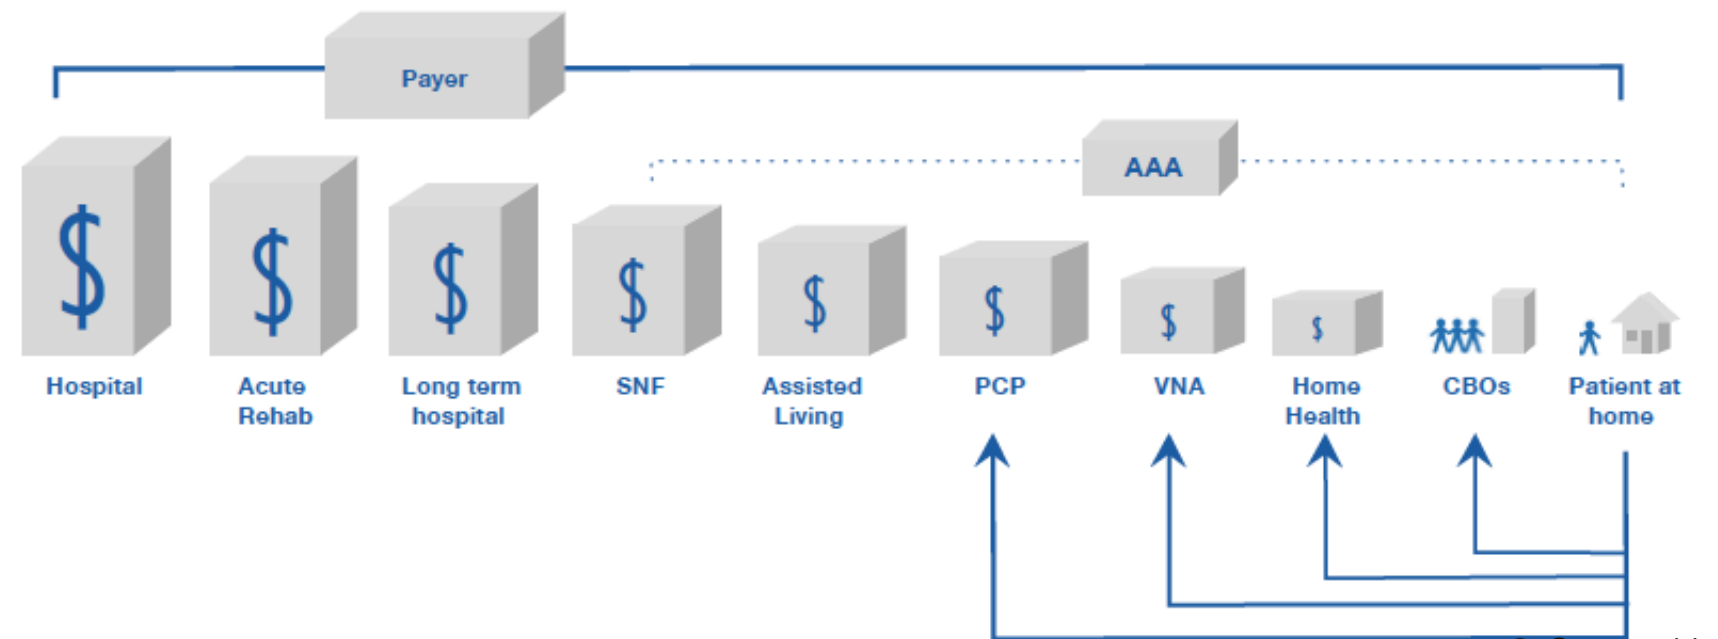 Payer
AAA
$
$
$
$
$
$
$
$
Hospital
Acute
Rehab
Long term
hospital
SNF
Assisted
Living
PCP
VNA
Home
Health
CBOs
Patient at
home